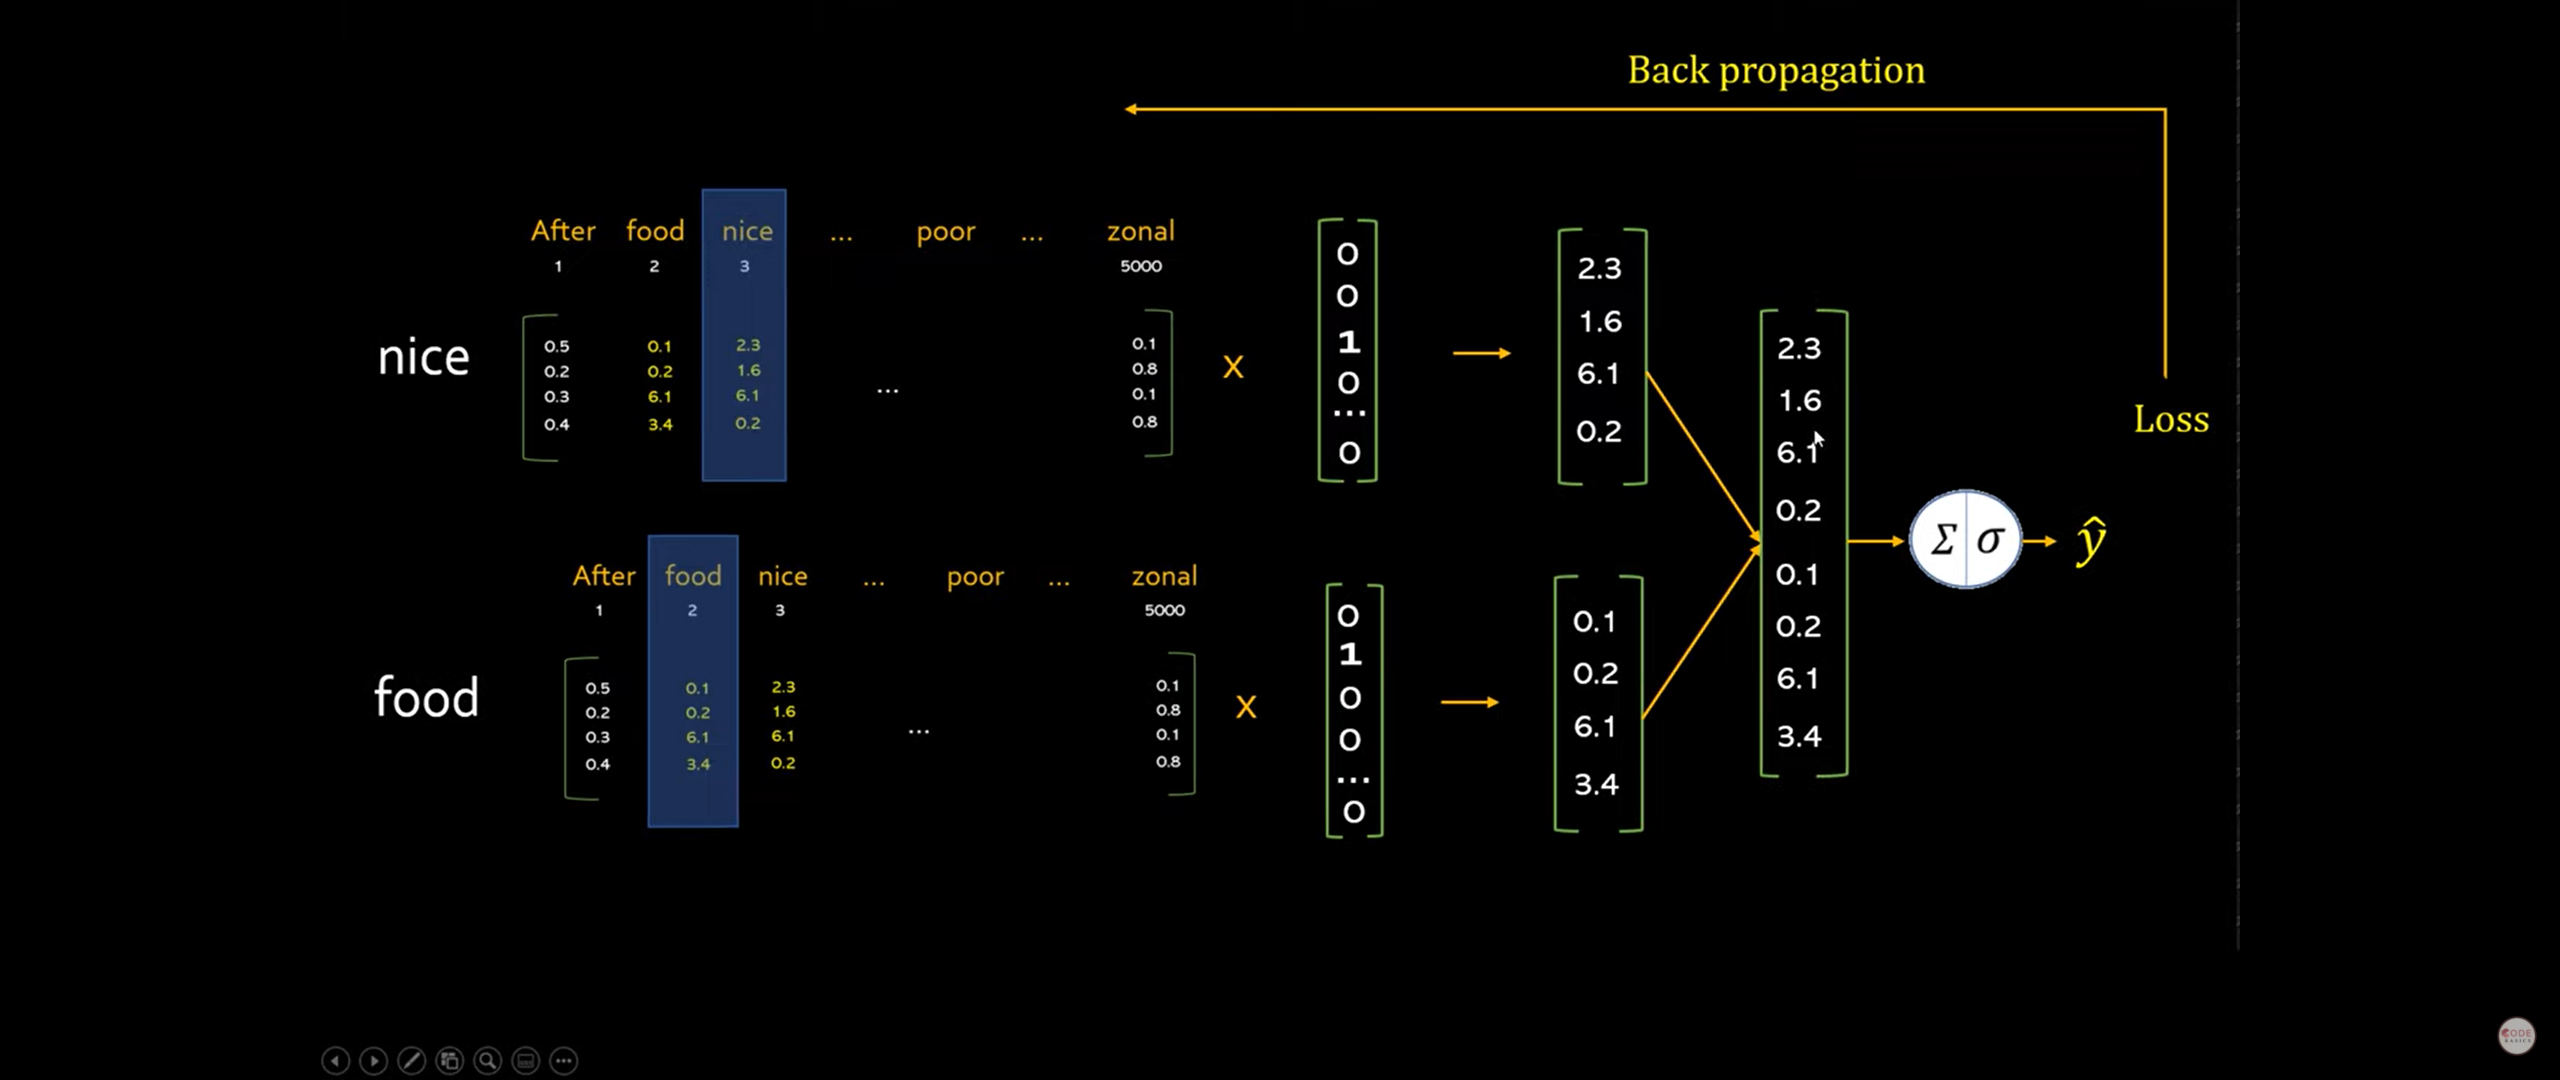 Back propagation
After food nice ... poor ... zonal
1 2 3 5000
nice
0.5 0.1 2.3 0.1
0.2 0.2 1.6 0.8
0.3 6.1 6.1 ... 0.1
0.4 3.4 0.2 0.8
x
0
0
1
0
...
0
2.3
1.6
6.1
0.2
After food nice ... poor ... zonal
1 2 3 5000
food
0.5 0.1 2.3 0.1
0.2 0.2 1.6 0.8
0.3 6.1 6.1 ... 0.1
0.4 3.4 0.2 0.8
x
0
1
0
0
...
0
0.1
0.2
6.1
3.4
2.3
1.6
6.1
0.2
0.1
0.2
6.1
3.4
Σ σ
ŷ
Loss
CODE
BASICS